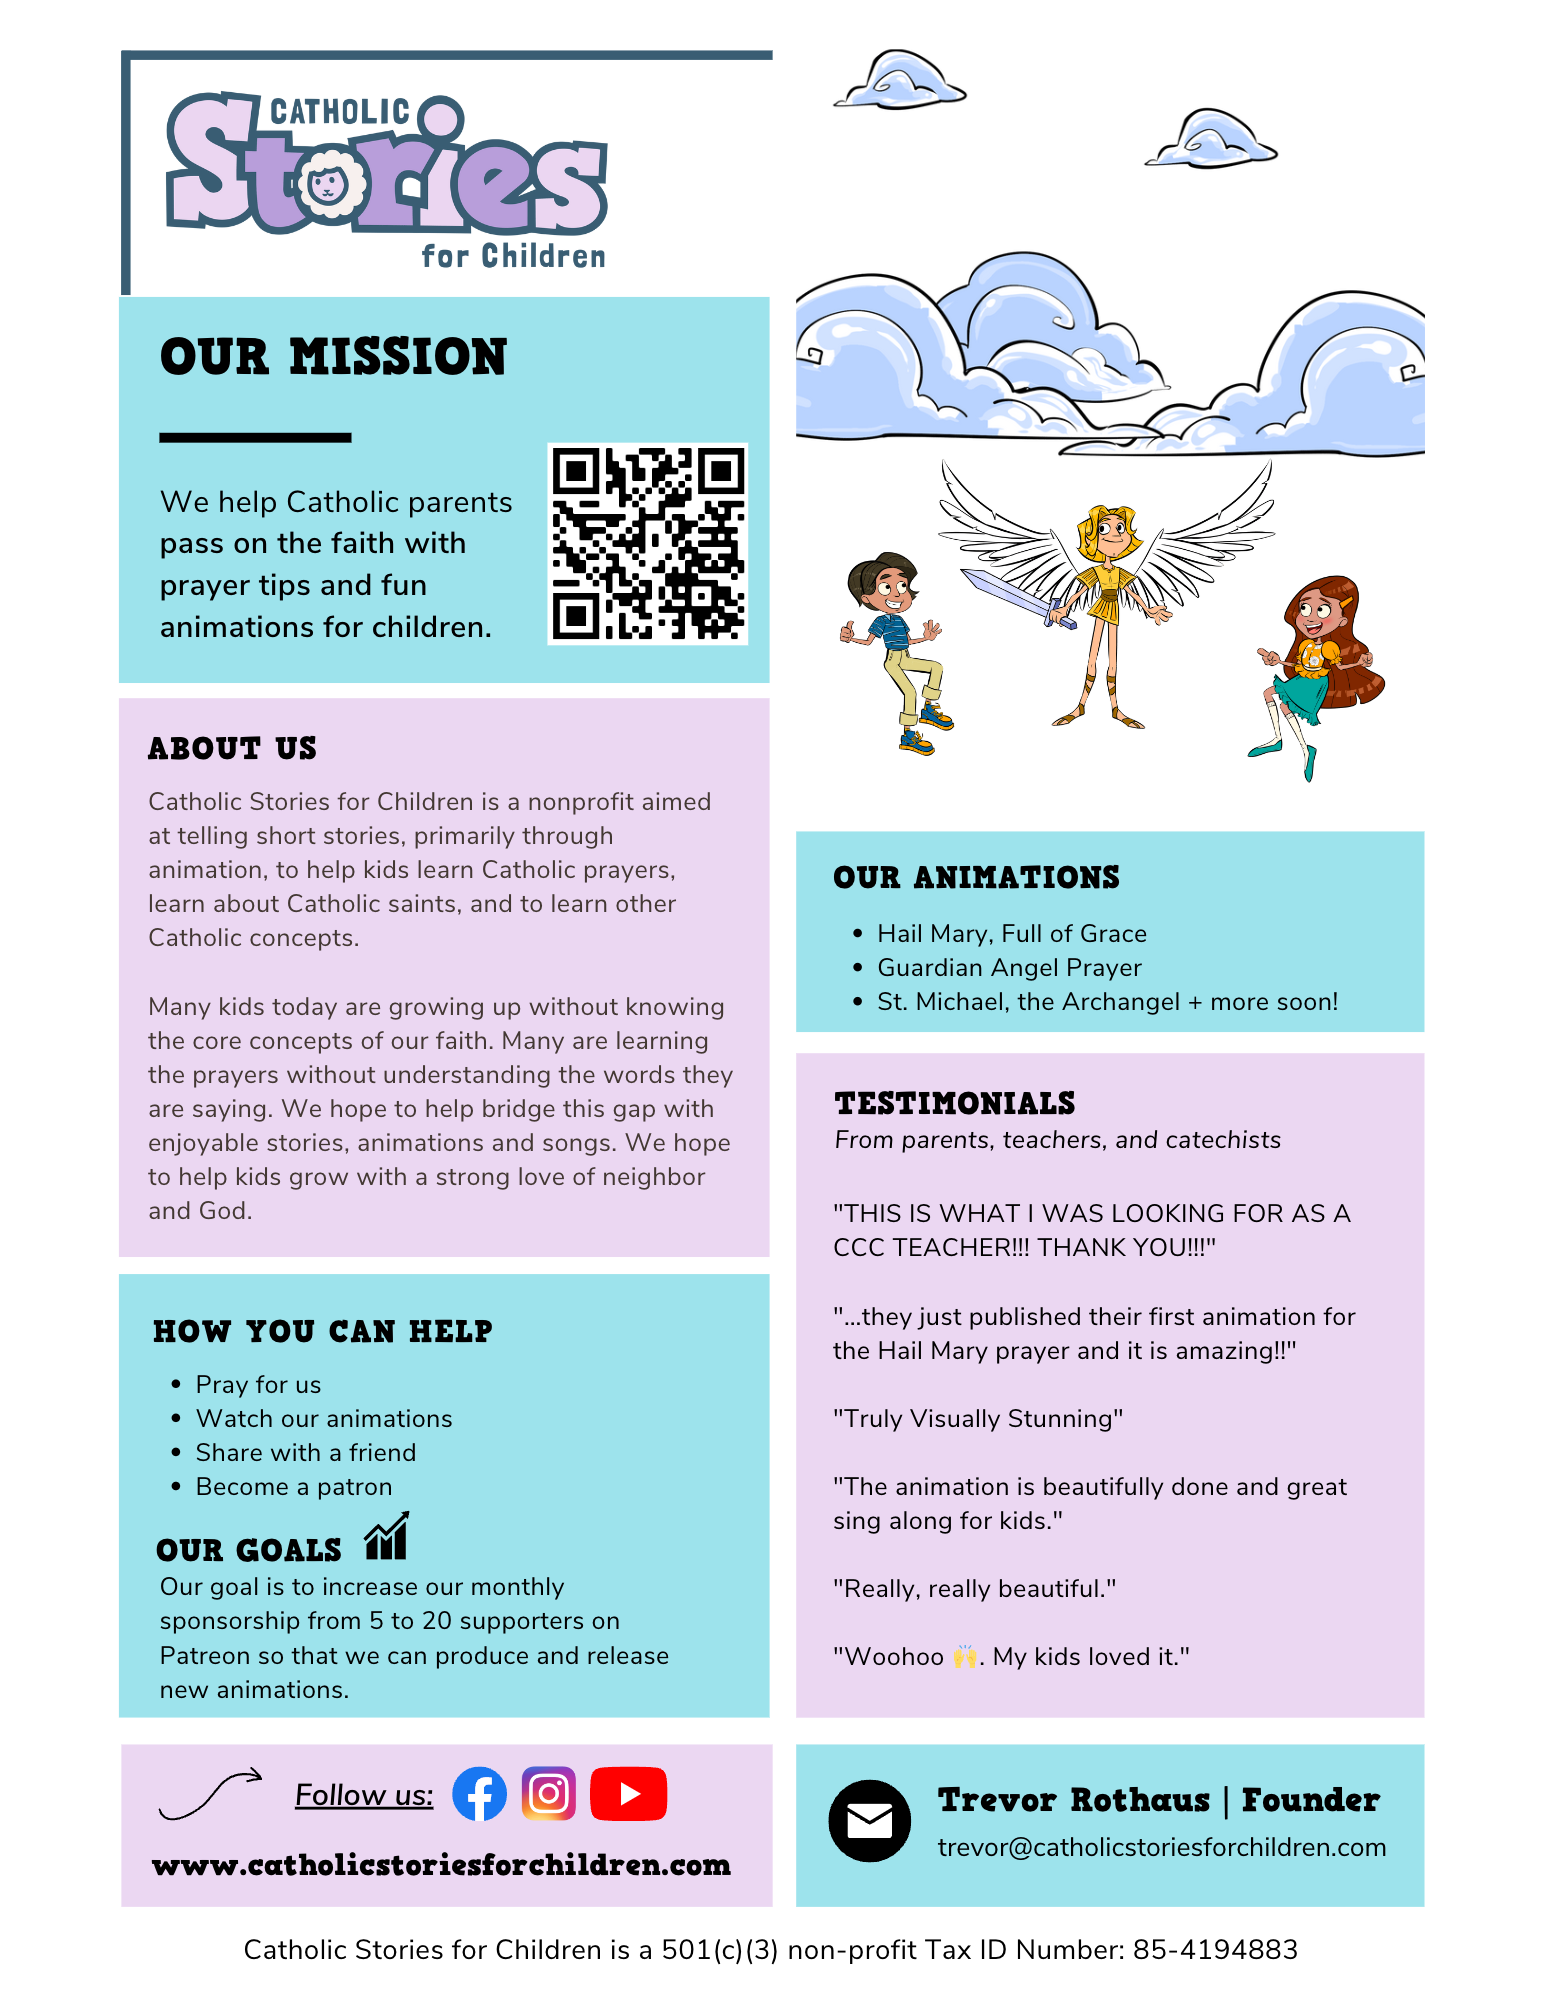 CATHOLIC
Stories
for Children
OUR MISSION
We help Catholic parents
pass on the faith with
prayer tips and fun
animations for children.
ABOUT US
Catholic Stories for Children is a nonprofit aimed
at telling short stories, primarily through
animation, to help kids learn Catholic prayers,
learn about Catholic saints, and to learn other
Catholic concepts.
Many kids today are growing up without knowing
the core concepts of our faith. Many are learning
the prayers without understanding the words they
are saying. We hope to help bridge this gap with
enjoyable stories, animations and songs. We hope
to help kids grow with a strong love of neighbor
and God.
HOW YOU CAN HELP
• Pray for us
• Watch our animations
• Share with a friend
• Become a patron
OUR GOALS
Our goal is to increase our monthly
sponsorship from 5 to 20 supporters on
Patreon so that we can produce and release
new animations.
Follow us:
www.catholicstoriesforchildren.com
OUR ANIMATIONS
• Hail Mary, Full of Grace
• Guardian Angel Prayer
• St. Michael, the Archangel + more soon!
TESTIMONIALS
From parents, teachers, and catechists
"THIS IS WHAT I WAS LOOKING FOR AS A
CCC TEACHER!!! THANK YOU!!!"
"...they just published their first animation for
the Hail Mary prayer and it is amazing!!"
"Truly Visually Stunning"
"The animation is beautifully done and great
sing along for kids."
"Really, really beautiful."
"Woohoo 🙌. My kids loved it."
Trevor Rothaus | Founder
trevor@catholicstoriesforchildren.com
Catholic Stories for Children is a 501(c)(3) non-profit Tax ID Number: 85-4194883